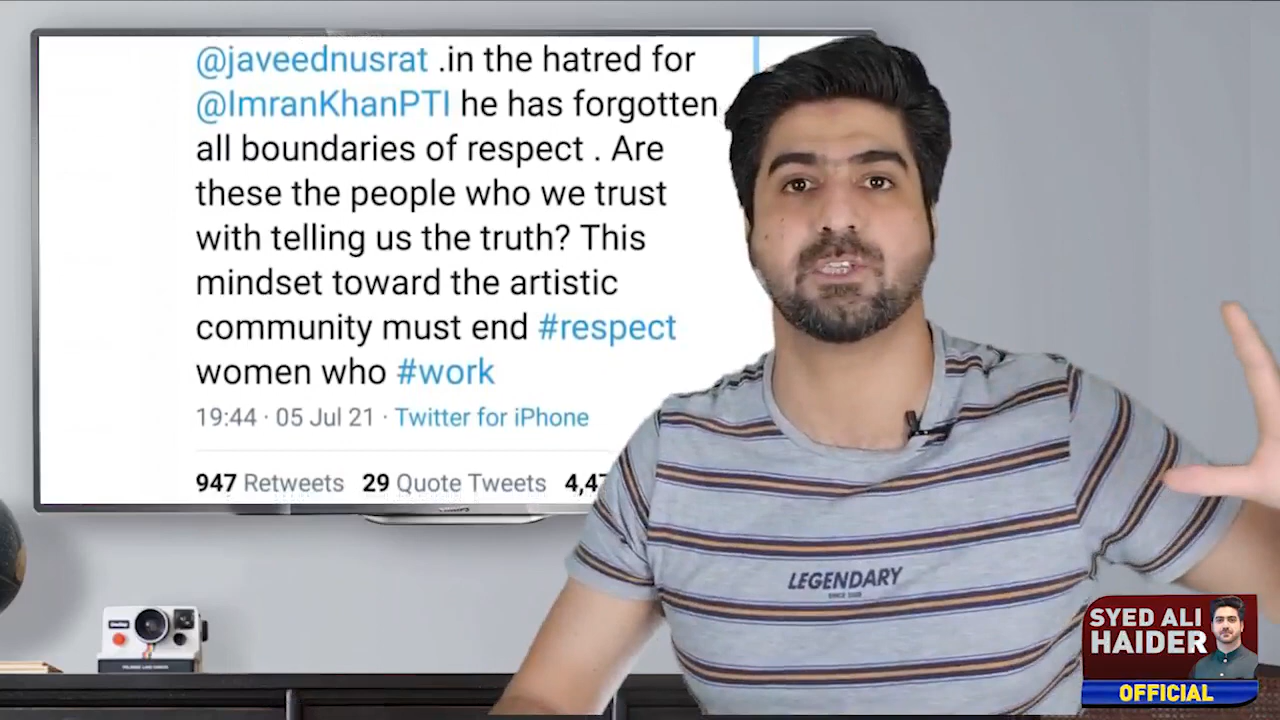 @javeednusrat .in the hatred for
@ImranKhanPTI he has forgotten
all boundaries of respect . Are
these the people who we trust
with telling us the truth? This
mindset toward the artistic
community must end #respect
women who #work
19:44 · 05 Jul 21 · Twitter for iPhone
947 Retweets 29 Quote Tweets 4,47
LEGENDARY
SYED ALI
HAIDER
OFFICIAL